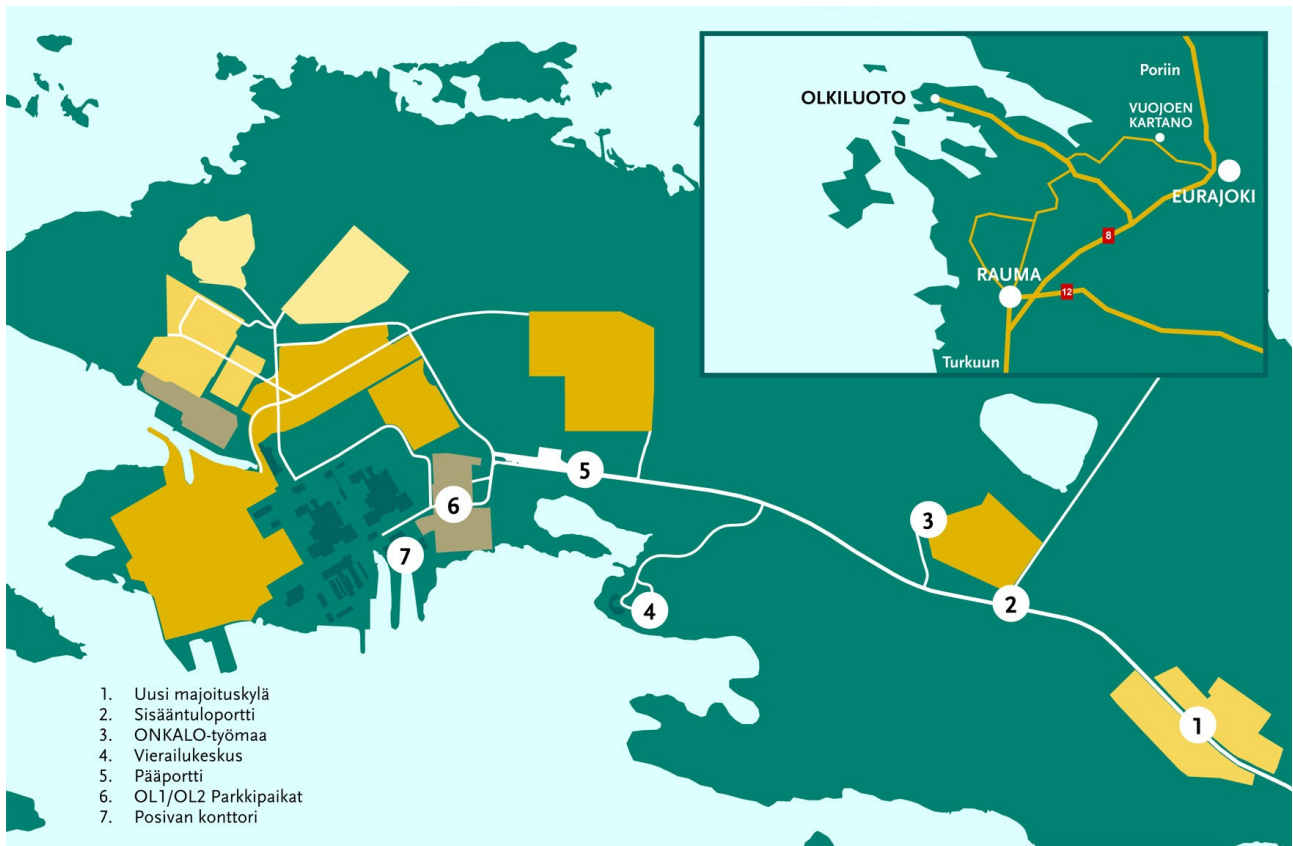 Poriin
OLKILUOTO
VUOJOEN
KARTANO
EURAJOKI
8
RAUMA
12
Turkuun
5
6
3
7
4
2
1
1. Uusi majoituskylä
2. Sisääntuloportti
3. ONKALO-työmaa
4. Vierailukeskus
5. Pääportti
6. OL1/OL2 Parkkipaikat
7. Posivan konttori